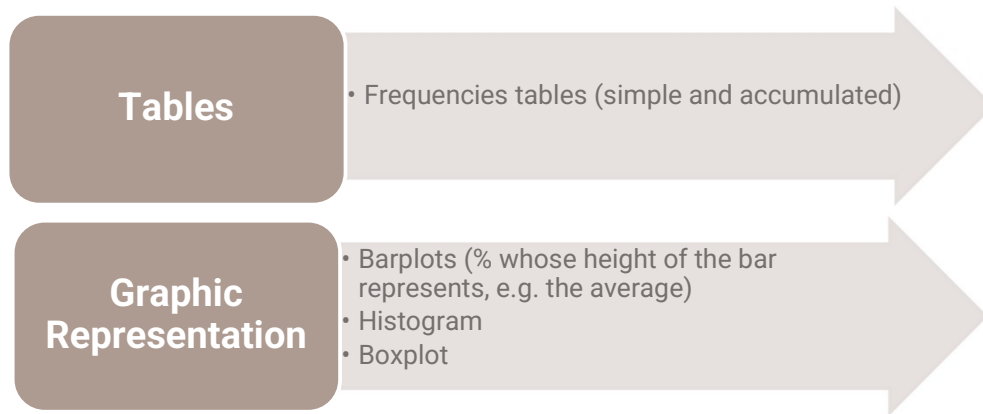 Tables
• Frequencies tables (simple and accumulated)
Graphic
Representation
• Barplots (% whose height of the bar
represents, e.g. the average)
• Histogram
• Boxplot